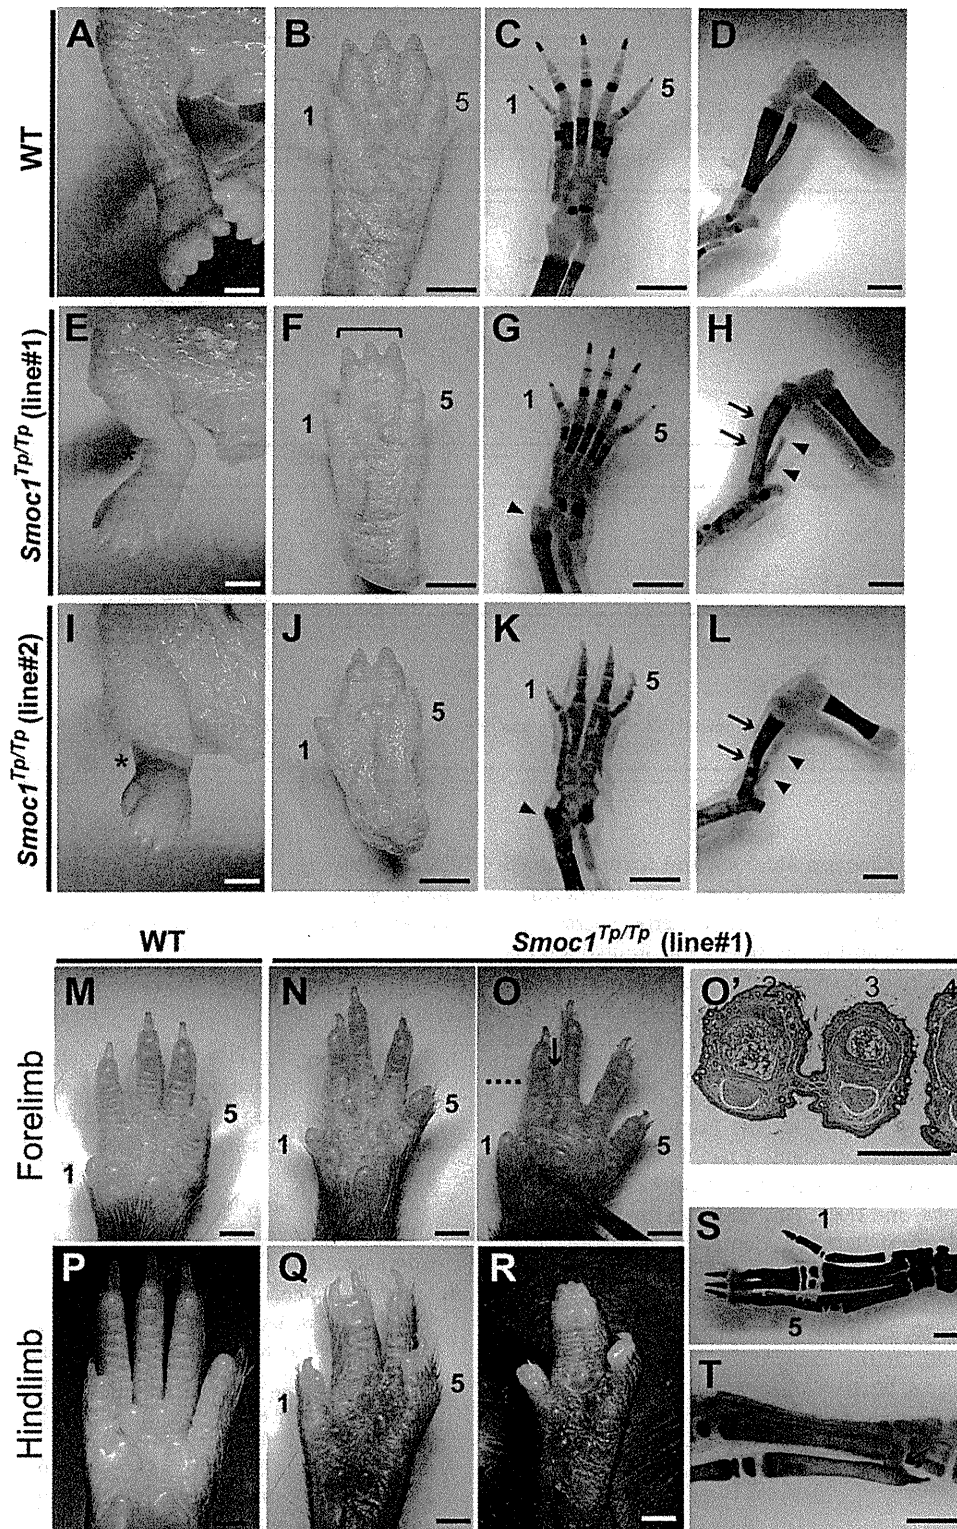 WT
A
B
1
5
C
1
5
D
Smoc1Tp/Tp (line#1)
E
*
F
1
5
G
1
5
H
Smoc1Tp/Tp (line#2)
I
*
J
1
5
K
1
5
L
WT
Smoc1Tp/Tp (line#1)
Forelimb
M
1
5
N
1
5
O
1
5
O'
2
3
4
Hindlimb
P
Q
1
5
R
S
1
5
T